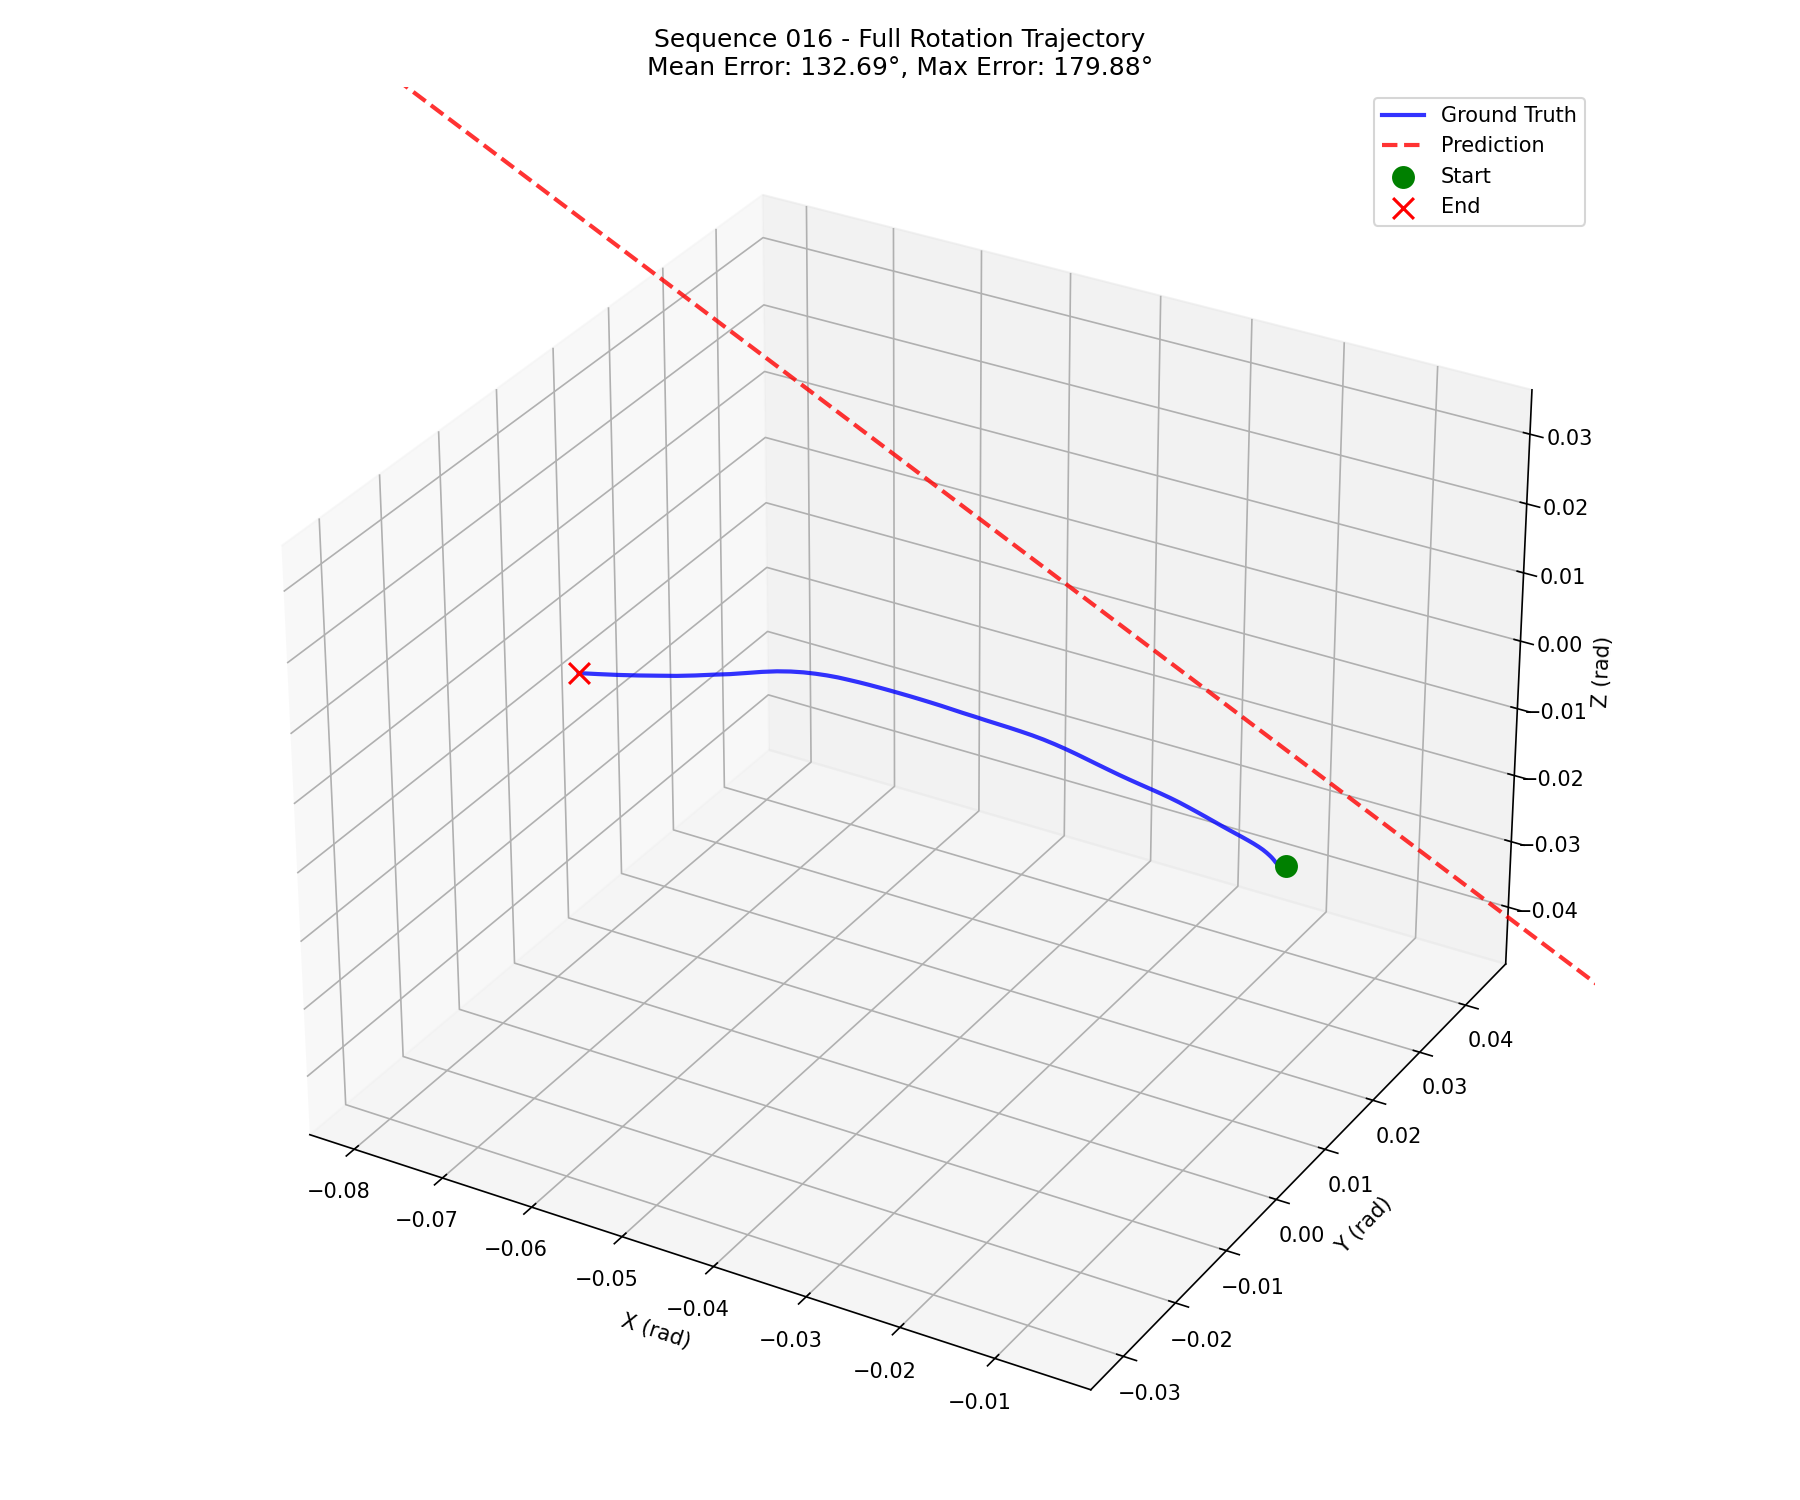 Sequence 016 - Full Rotation Trajectory
Mean Error: 132.69°, Max Error: 179.88°
Ground Truth
Prediction
Start
End
0.03
0.02
0.01
0.00
−0.01
−0.02
−0.03
−0.04
Z (rad)
0.04
0.03
0.02
0.01
0.00
−0.01
−0.02
−0.03
Y (rad)
−0.08
−0.07
−0.06
−0.05
−0.04
−0.03
−0.02
−0.01
X (rad)